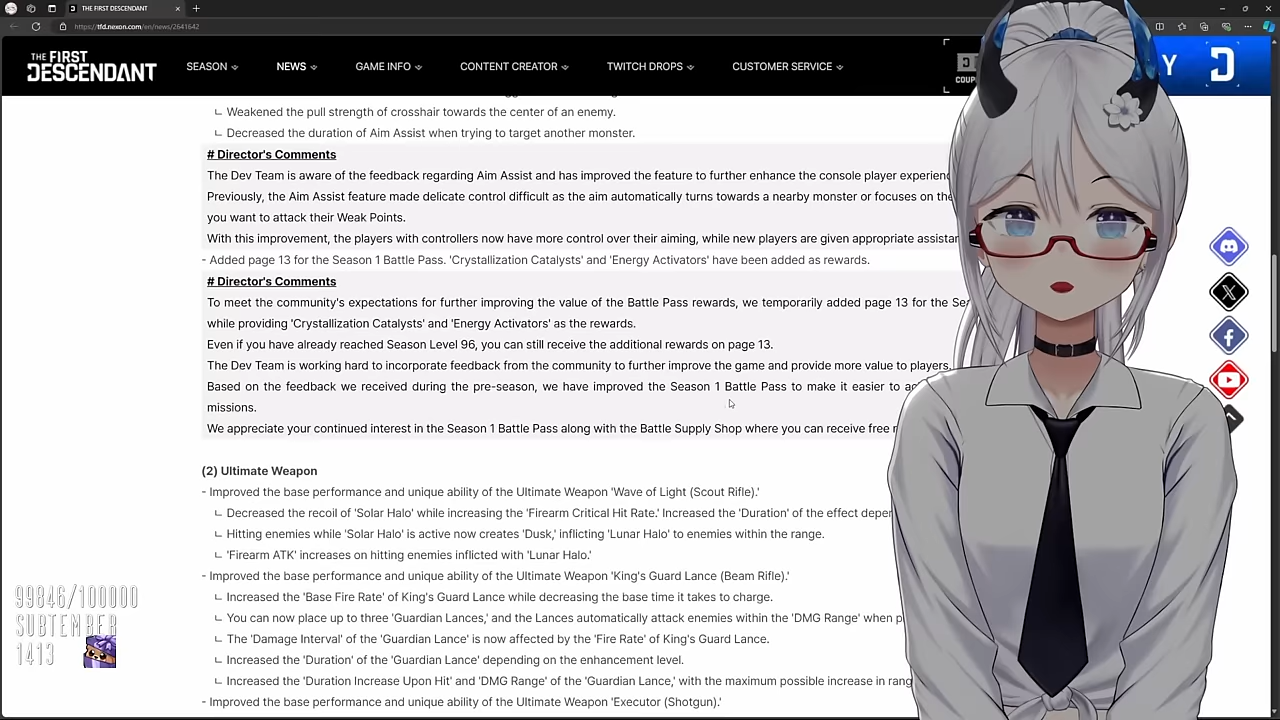 THE FIRST DESCENDANT
https://tfd.nexon.com/en/news/2641642
THE FIRST
DESCENDANT
SEASON
NEWS
GAME INFO
CONTENT CREATOR
TWITCH DROPS
CUSTOMER SERVICE
COUP
Y
ㄴ Weakened the pull strength of crosshair towards the center of an enemy.
ㄴ Decreased the duration of Aim Assist when trying to target another monster.
# Director's Comments
The Dev Team is aware of the feedback regarding Aim Assist and has improved the feature to further enhance the console player
Previously, the Aim Assist feature made delicate control difficult as the aim automatically turns towards a nearby monster or focuses on
you want to attack their Weak Points.
With this improvement, the players with controllers now have more control over their aiming, while new players are given appropriate
- Added page 13 for the Season 1 Battle Pass. 'Crystallization Catalysts' and 'Energy Activators' have been added as rewards.
# Director's Comments
To meet the community's expectations for further improving the value of the Battle Pass rewards, we temporarily added page 13 for the
while providing 'Crystallization Catalysts' and 'Energy Activators' as the rewards.
Even if you have already reached Season Level 96, you can still receive the additional rewards on page 13.
The Dev Team is working hard to incorporate feedback from the community to further improve the game and provide more value to players.
Based on the feedback we received during the pre-season, we have improved the Season 1 Battle Pass to make it easier to
missions.
We appreciate your continued interest in the Season 1 Battle Pass along with the Battle Supply Shop where you can receive free
(2) Ultimate Weapon
- Improved the base performance and unique ability of the Ultimate Weapon 'Wave of Light (Scout Rifle).'
ㄴ Decreased the recoil of 'Solar Halo' while increasing the 'Firearm Critical Hit Rate.' Increased the 'Duration' of the effect
ㄴ Hitting enemies while 'Solar Halo' is active now creates 'Dusk,' inflicting 'Lunar Halo' to enemies within the range.
ㄴ 'Firearm ATK' increases on hitting enemies inflicted with 'Lunar Halo.'
- Improved the base performance and unique ability of the Ultimate Weapon 'King's Guard Lance (Beam Rifle).'
ㄴ Increased the 'Base Fire Rate' of King's Guard Lance while decreasing the base time it takes to charge.
ㄴ You can now place up to three 'Guardian Lances,' and the Lances automatically attack enemies within the 'DMG Range' when
ㄴ The 'Damage Interval' of the 'Guardian Lance' is now affected by the 'Fire Rate' of King's Guard Lance.
ㄴ Increased the 'Duration' of the 'Guardian Lance' depending on the enhancement level.
ㄴ Increased the 'Duration Increase Upon Hit' and 'DMG Range' of the 'Guardian Lance,' with the maximum possible increase in
- Improved the base performance and unique ability of the Ultimate Weapon 'Executor (Shotgun).'
99846/100000
SUBTEMBER
1413